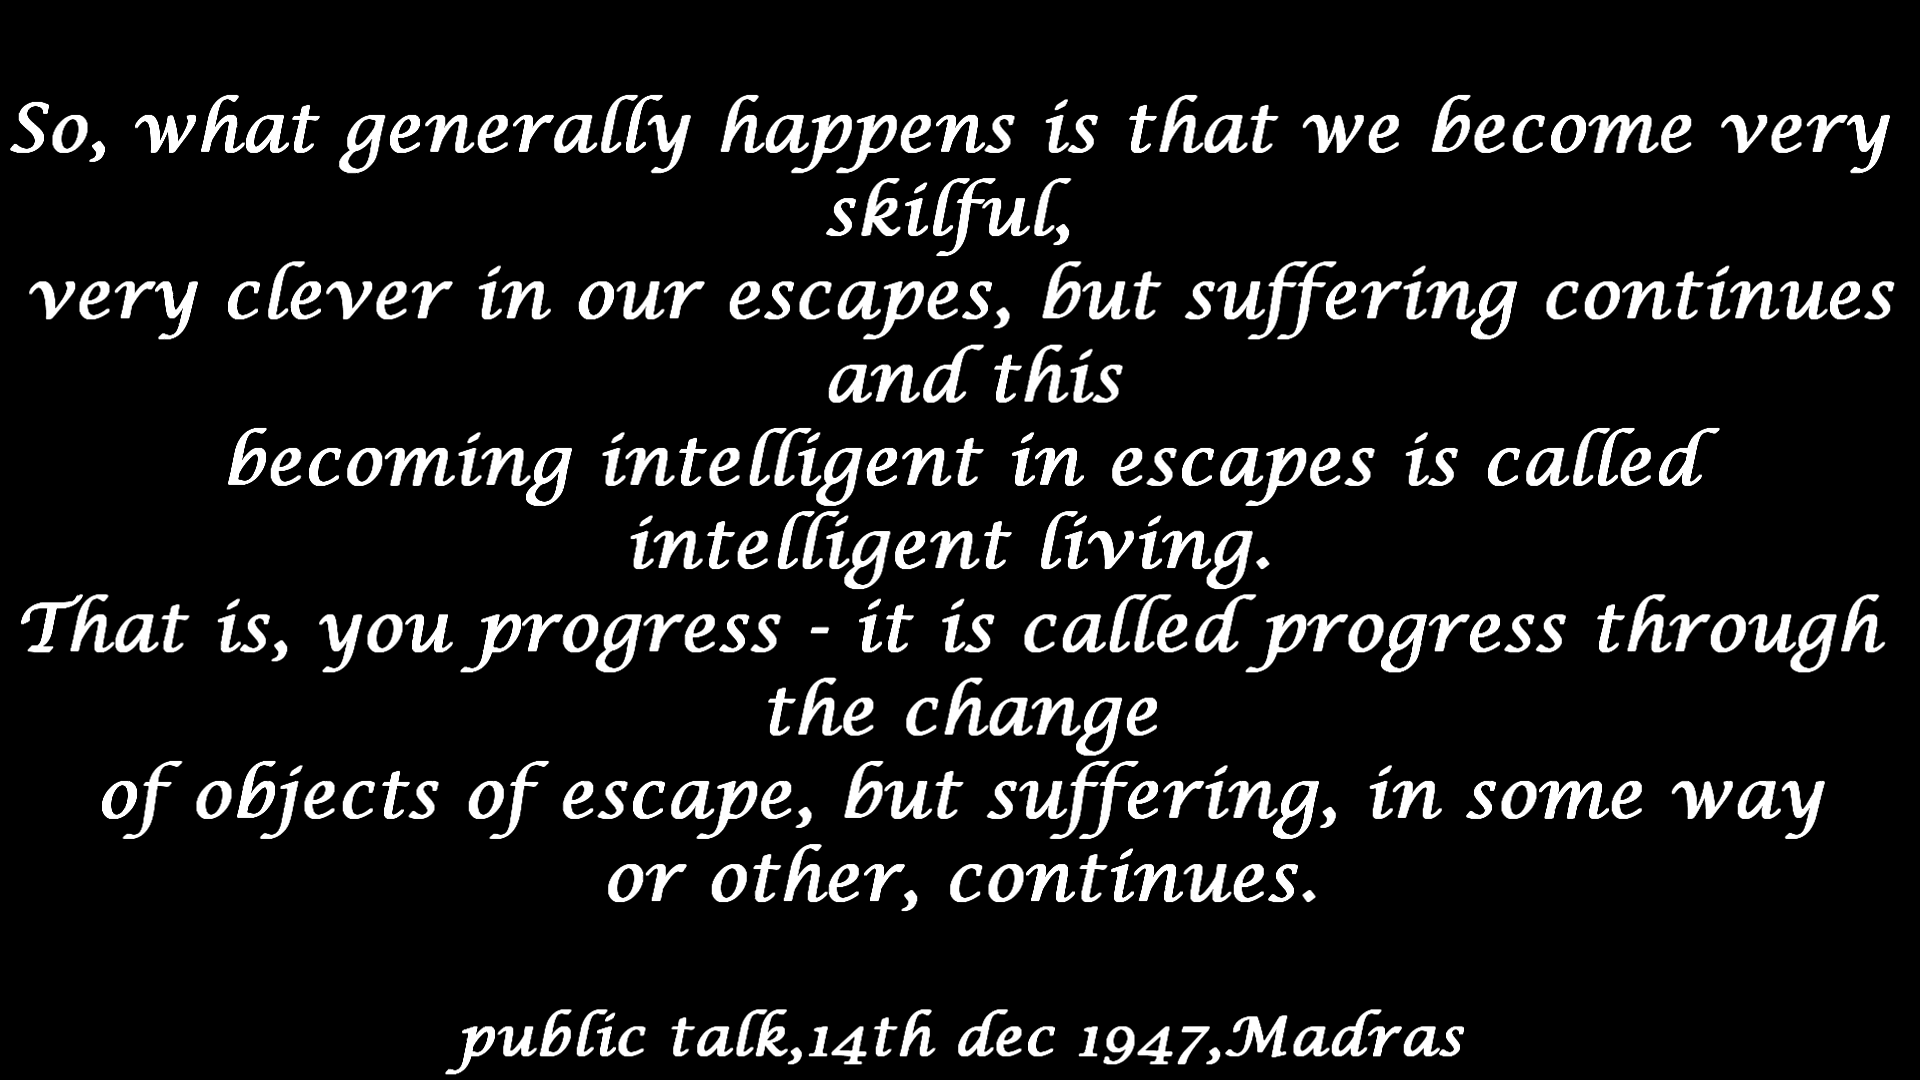 So, what generally happens is that we become very
skilful,
very clever in our escapes, but suffering continues
and this
becoming intelligent in escapes is called
intelligent living.
That is, you progress - it is called progress through
the change
of objects of escape, but suffering, in some way
or other, continues.
public talk,14th dec 1947,Madras